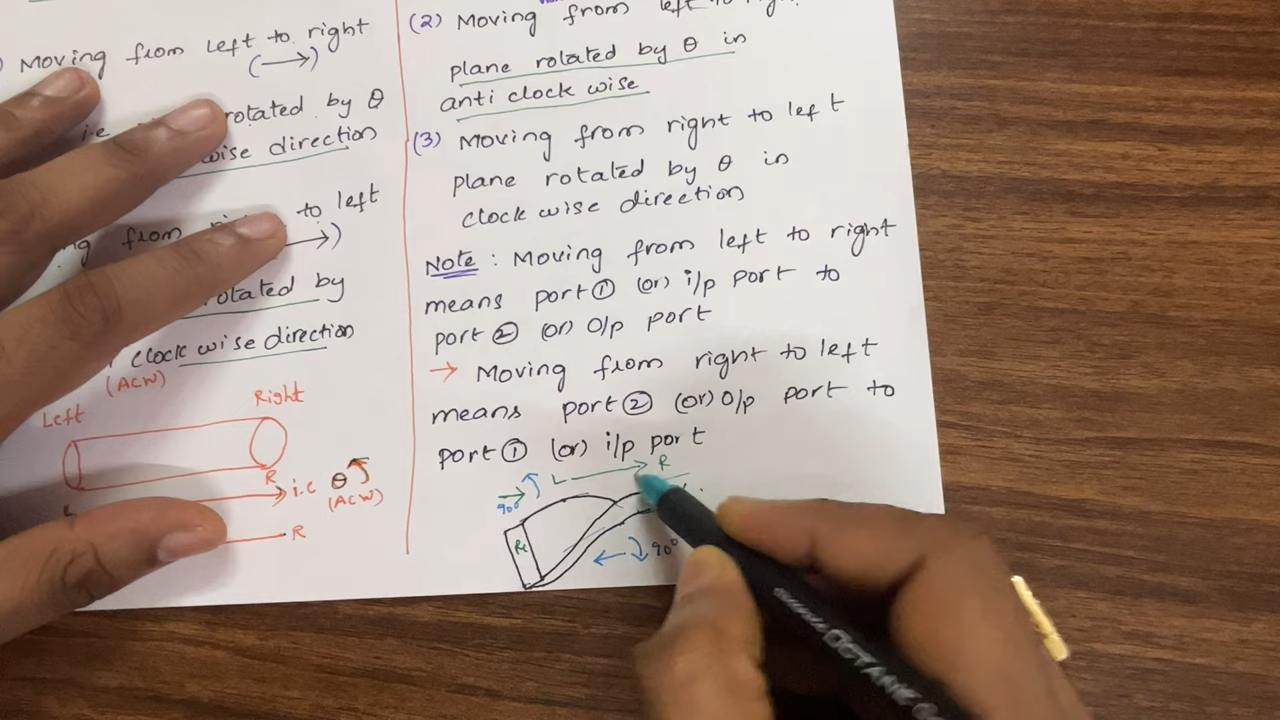 Moving from Left to right
(→)
i.e rotated by θ
wise direction
from to left
→)
rotated by
clock wise direction
(ACW)
Left Right
R
L → i.e θ
(ACW)
R
(2) Moving from left to
plane rotated by θ in
anti clock wise
(3) Moving from right to left
plane rotated by θ in
clock wise direction
Note : Moving from left to right
means port① (or) i/p port to
port② (or) O/p port
→ Moving from right to left
means port② (or) O/p port to
port① (or) i/p port
L → R
90°
← 90°